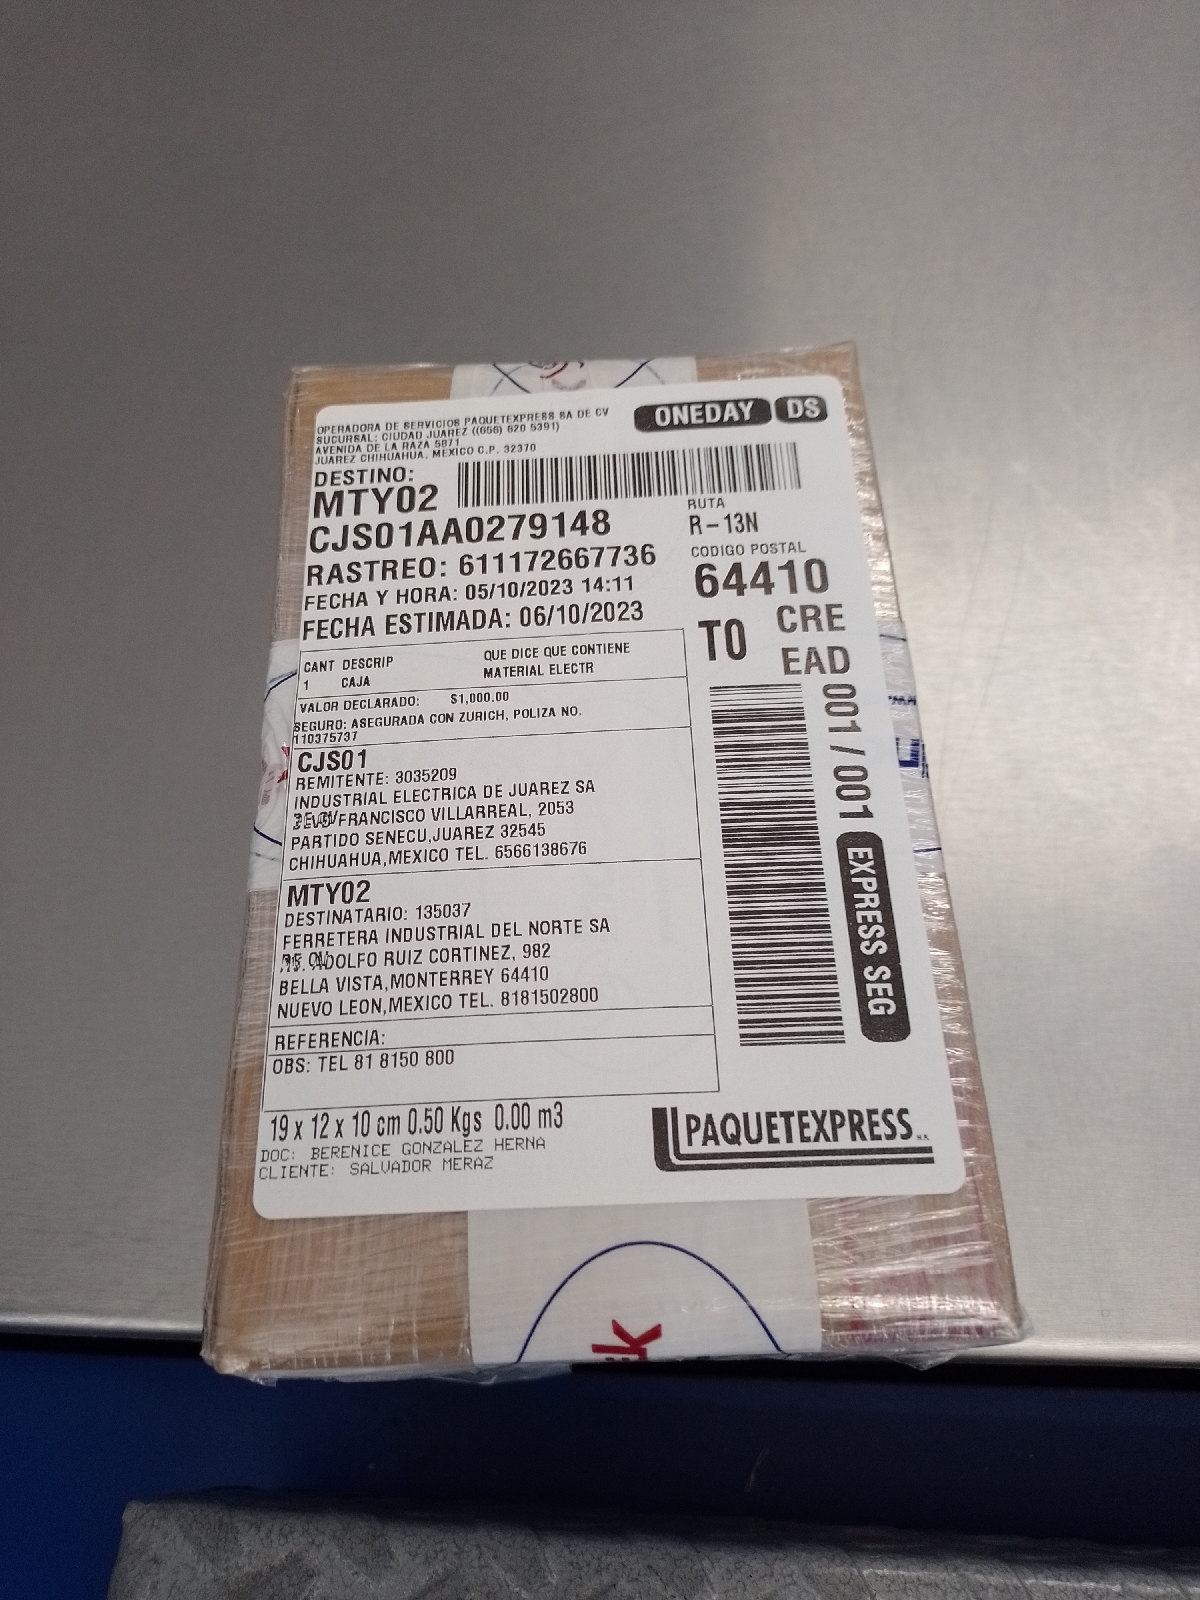 OPERADORA DE SERVICIOS PAQUETEXPRESS SA DE CV
SUCURSAL: CIUDAD JUAREZ ((656) 620 5391)
AVENIDA DE LA RAZA 5871
JUAREZ CHIHUAHUA, MEXICO C.P. 32370
ONEDAY DS
DESTINO:
MTY02
CJS01AA0279148
RASTREO: 611172667736
FECHA Y HORA: 05/10/2023 14:11
FECHA ESTIMADA: 06/10/2023
RUTA
R-13N
CODIGO POSTAL
64410
TO
CRE
EAD
001 / 001
EXPRESS SEG
CANT DESCRIP QUE DICE QUE CONTIENE
1 CAJA MATERIAL ELECTR
VALOR DECLARADO: $1,000.00
SEGURO: ASEGURADA CON ZURICH, POLIZA NO.
110375737
CJS01
REMITENTE: 3035209
INDUSTRIAL ELECTRICA DE JUAREZ SA
FRANCISCO VILLARREAL, 2053
PARTIDO SENECU,JUAREZ 32545
CHIHUAHUA,MEXICO TEL. 6566138676
MTY02
DESTINATARIO: 135037
FERRETERA INDUSTRIAL DEL NORTE SA
ADOLFO RUIZ CORTINEZ, 982
BELLA VISTA,MONTERREY 64410
NUEVO LEON,MEXICO TEL. 8181502800
REFERENCIA:
OBS: TEL 81 8150 800
19 x 12 x 10 cm 0.50 Kgs 0.00 m3
DOC: BERENICE GONZALEZ HERNA
CLIENTE: SALVADOR MERAZ
PAQUETEXPRESS